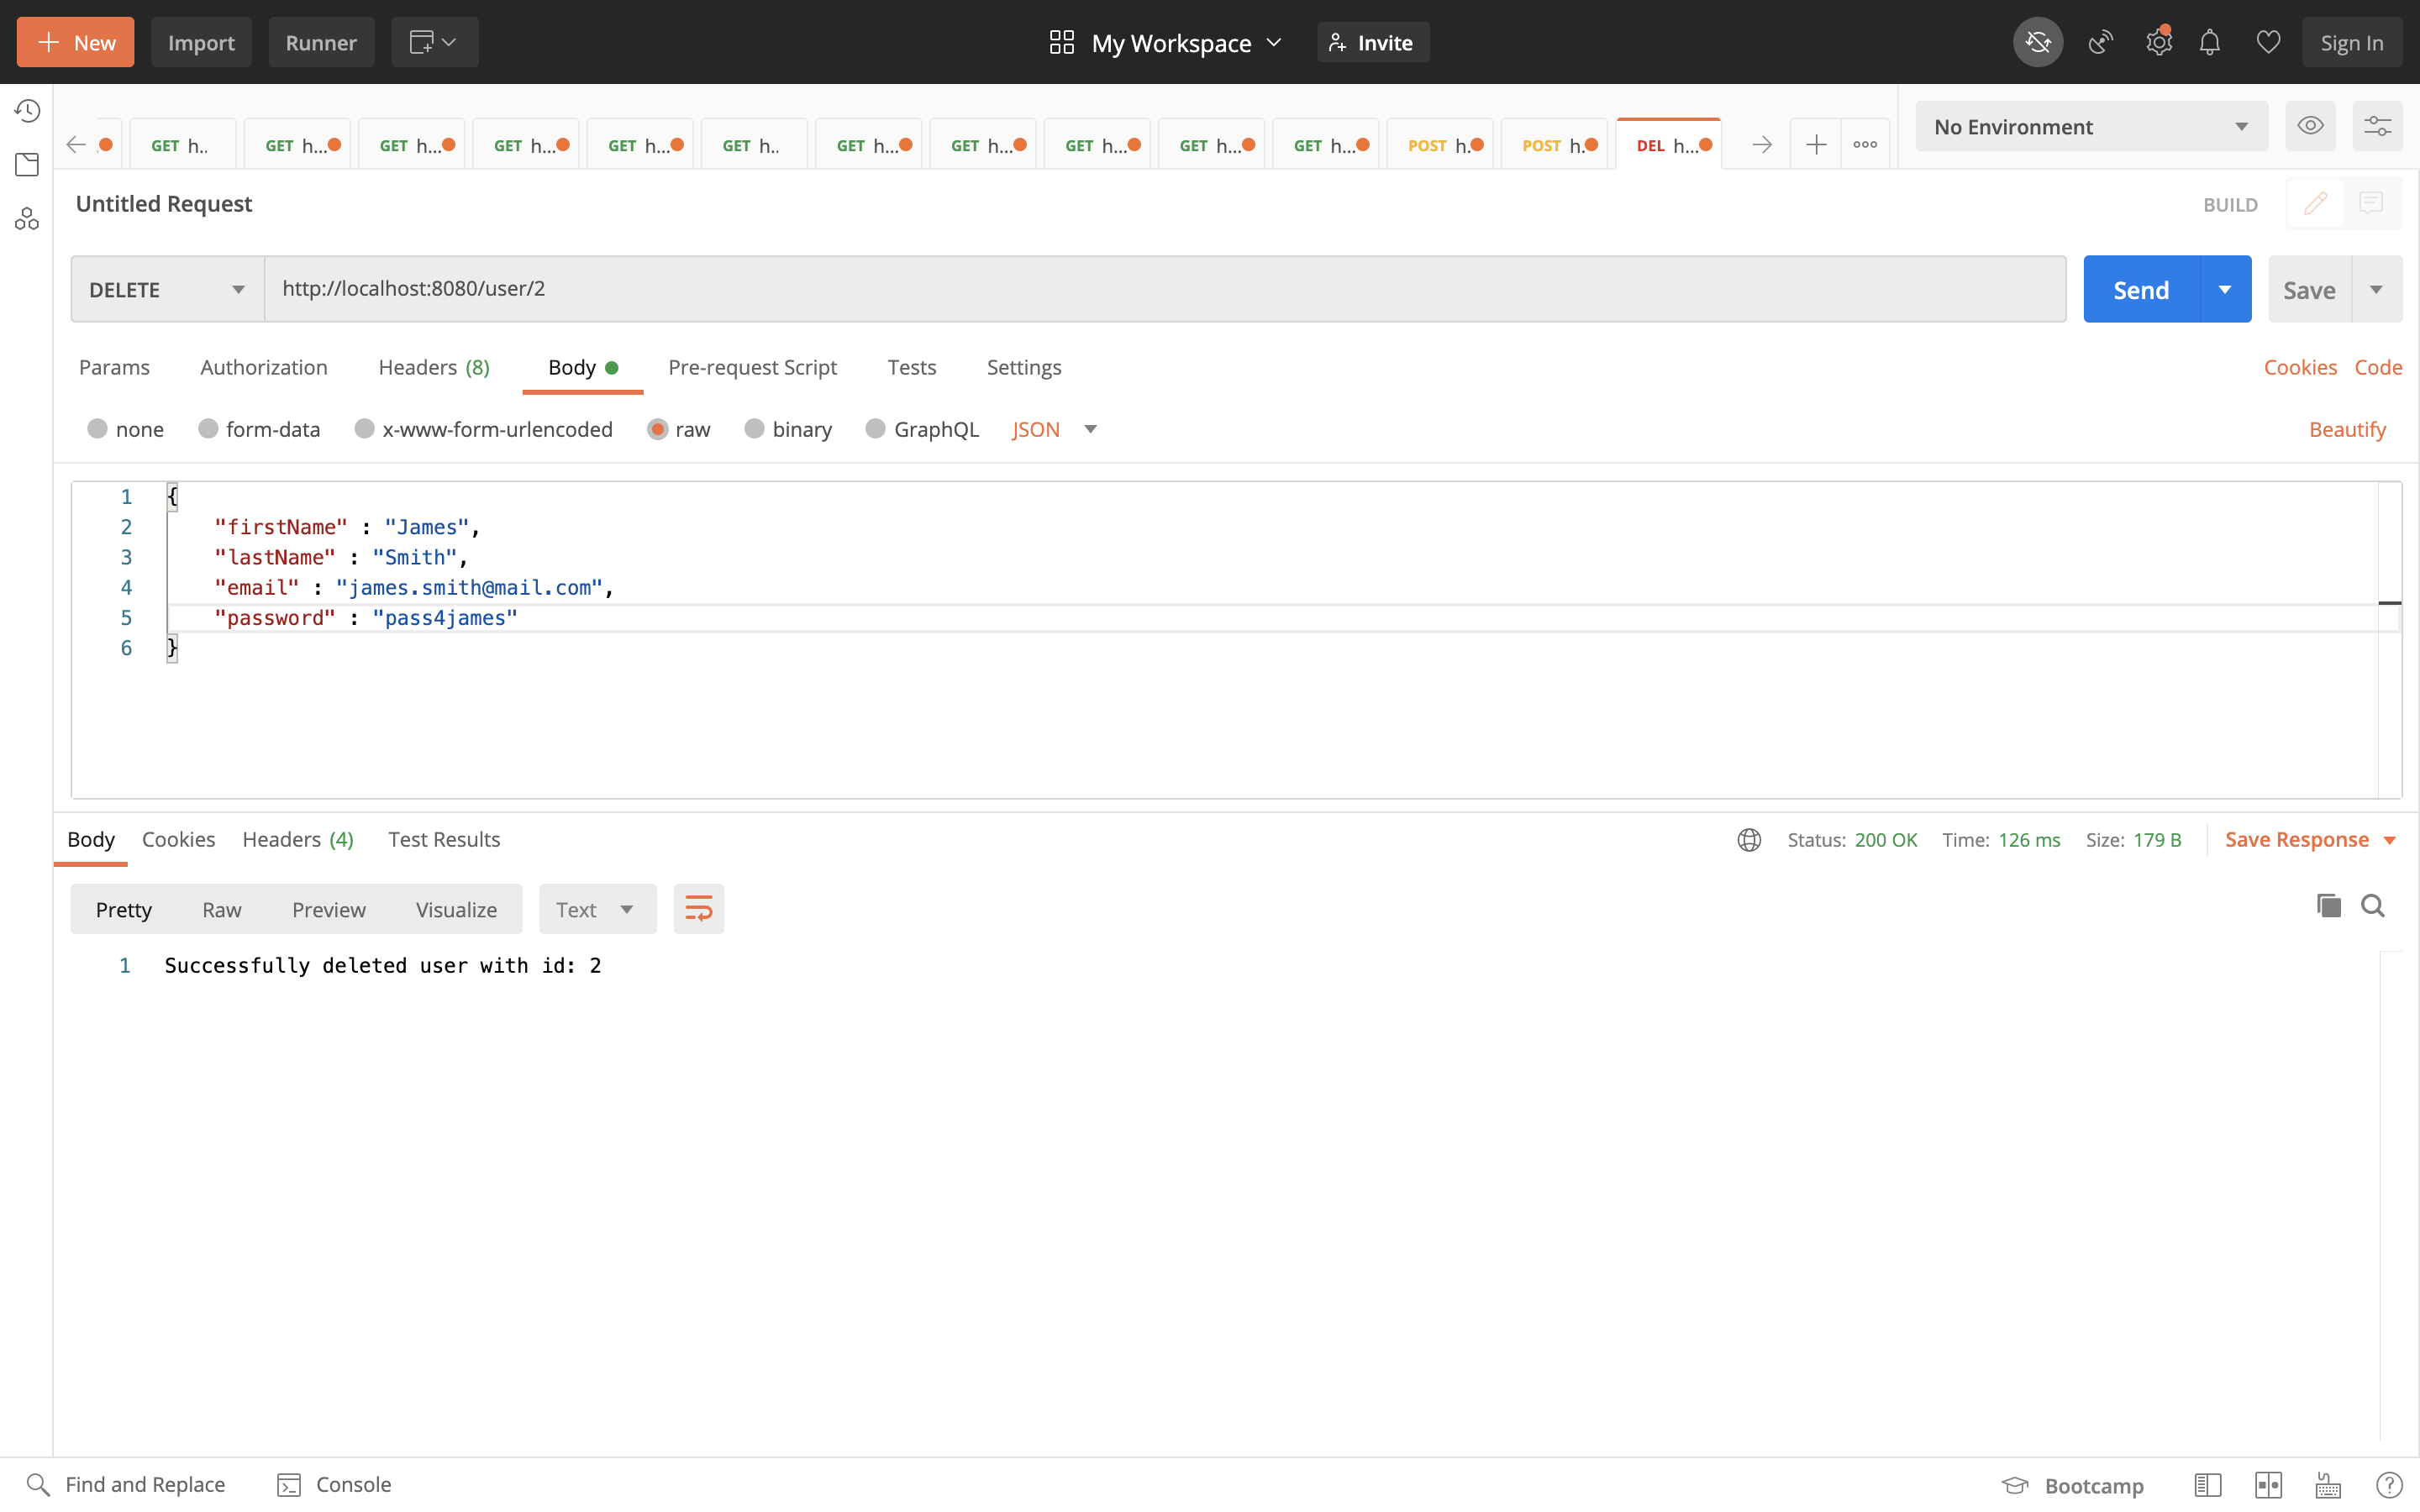 New Import Runner My Workspace Invite Sign In
GET h.. GET h... GET h... GET h... GET h... GET h.. GET h... GET h... GET h... GET h... GET h... POST h. POST h. DEL h... No Environment
Untitled Request BUILD
DELETE http://localhost:8080/user/2 Send Save
Params Authorization Headers (8) Body Pre-request Script Tests Settings Cookies Code
none form-data x-www-form-urlencoded raw binary GraphQL JSON Beautify
1 {
2 "firstName" : "James",
3 "lastName" : "Smith",
4 "email" : "james.smith@mail.com",
5 "password" : "pass4james"
6 }
Body Cookies Headers (4) Test Results Status: 200 OK Time: 126 ms Size: 179 B Save Response
Pretty Raw Preview Visualize Text
1 Successfully deleted user with id: 2
Find and Replace Console Bootcamp